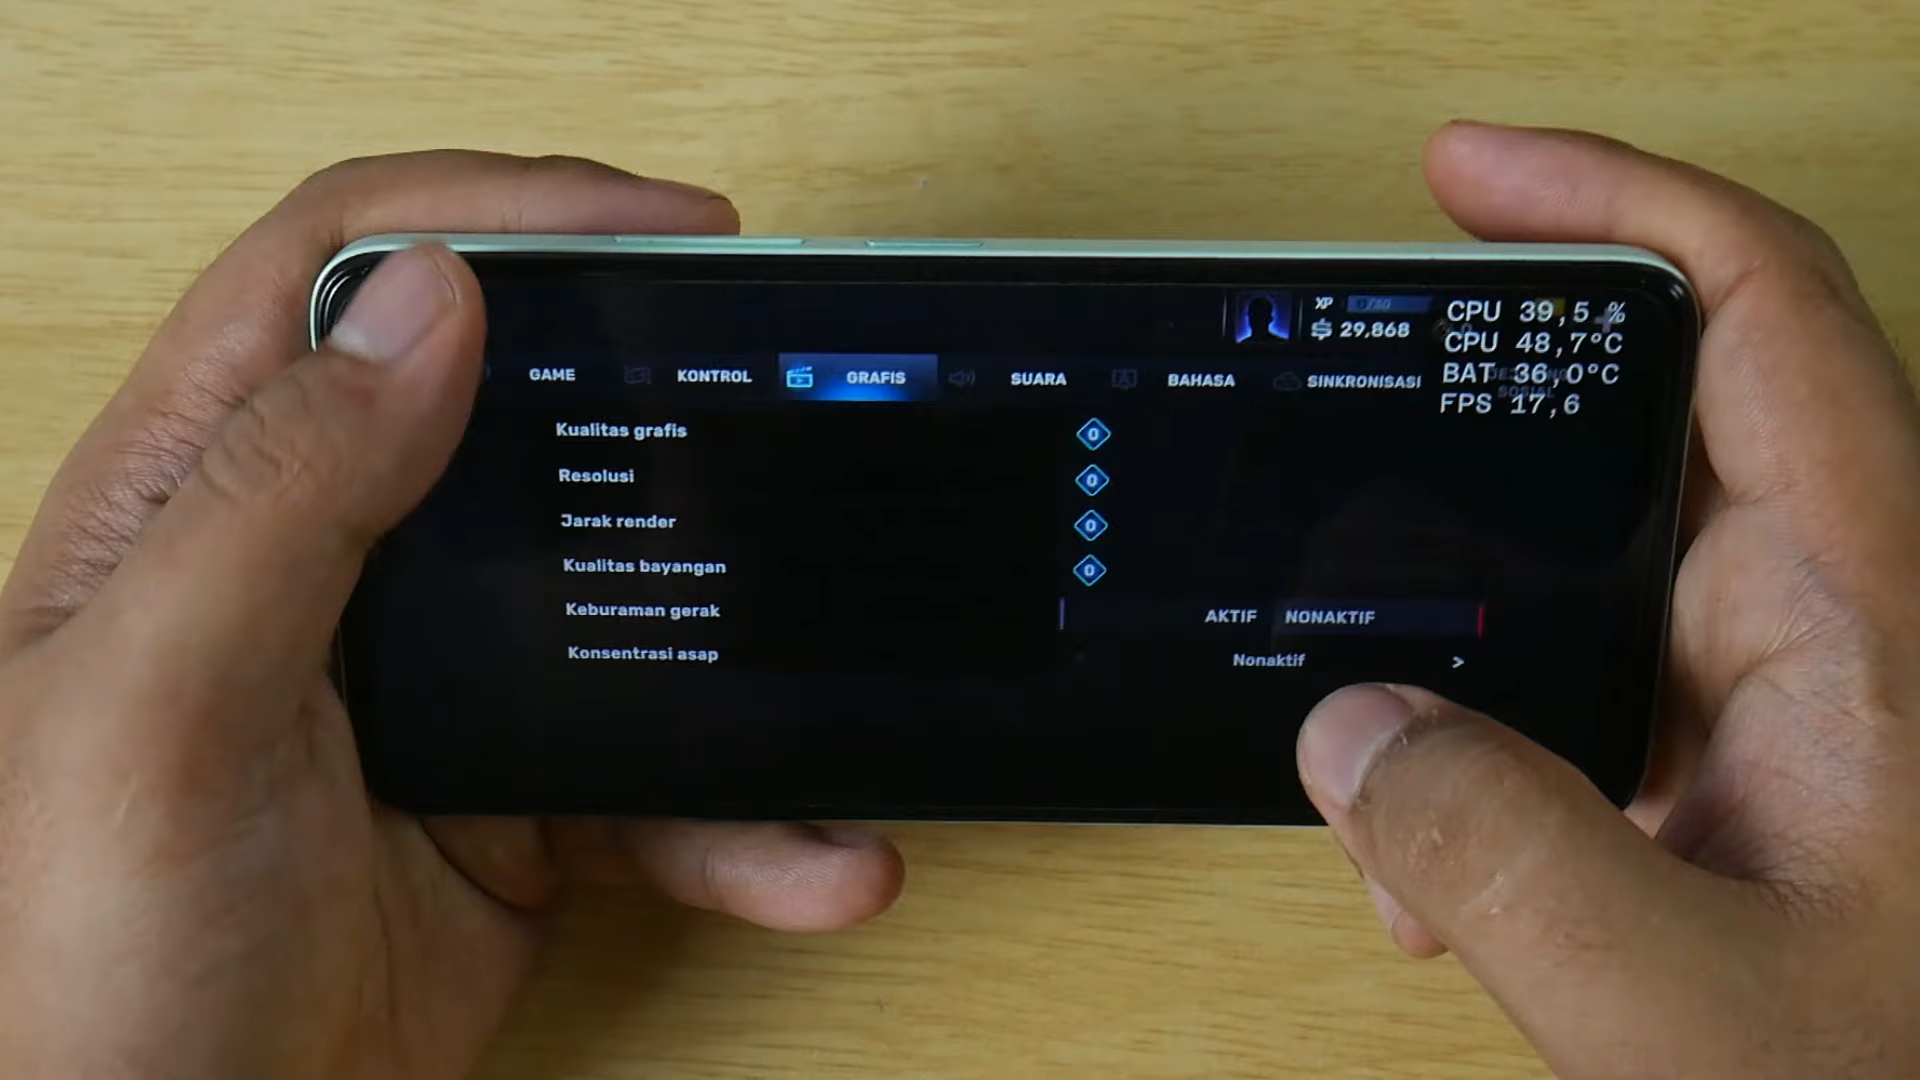 XP
29,868
CPU 39,5 %
CPU 48,7°C
BAT 36,0°C
FPS 17,6
GAME KONTROL GRAFIS SUARA BAHASA SINKRONISASI
Kualitas grafis 0
Resolusi 0
Jarak render 0
Kualitas bayangan 0
Keburaman gerak AKTIF NONAKTIF
Konsentrasi asap Nonaktif >